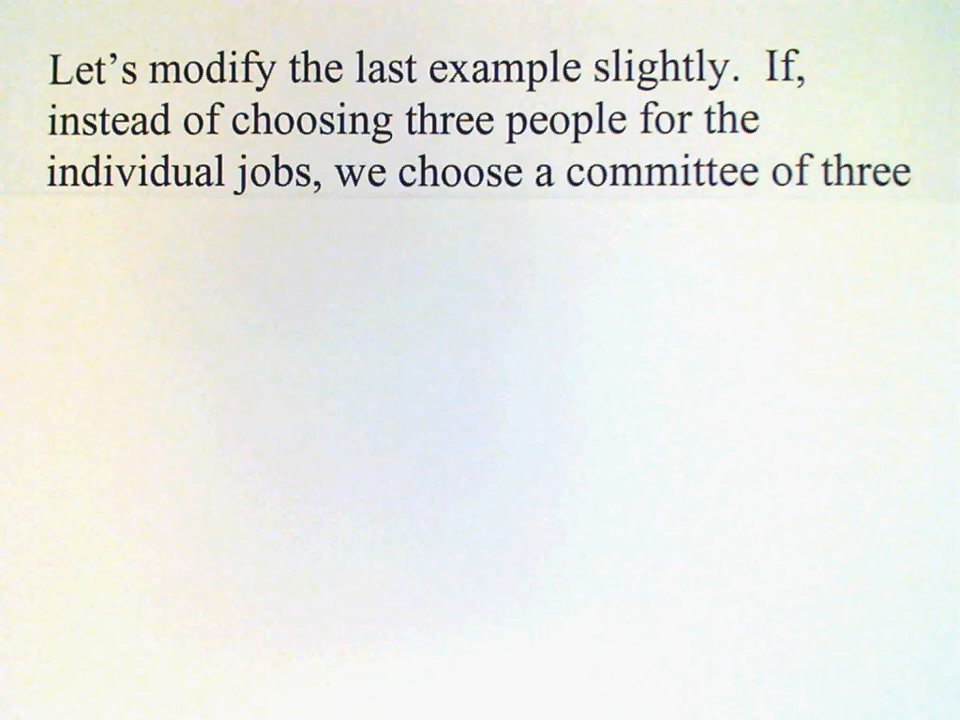 Let’s modify the last example slightly.  If,
instead of choosing three people for the
individual jobs, we choose a committee of three